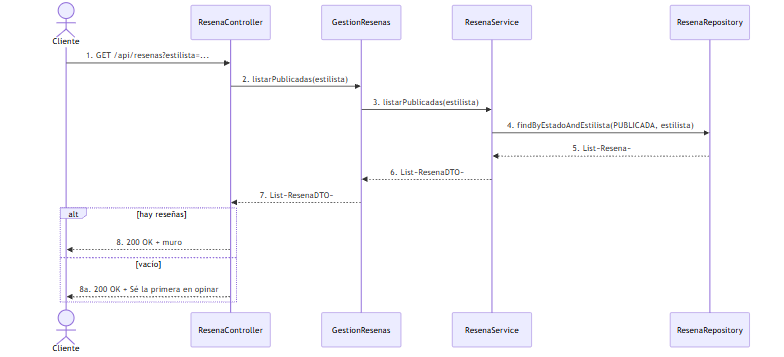 ResenaController
GestionResenas
ResenaService
ResenaRepository
Cliente
1. GET /api/resenas?estilista=...
2. listarPublicadas(estilista)
3. listarPublicadas(estilista)
4. findByEstadoAndEstilista(PUBLICADA, estilista)
5. List~Resena~
6. List~ResenaDTO~
7. List~ResenaDTO~
alt
[hay reseñas]
8. 200 OK + muro
[vacio]
8a. 200 OK + Sé la primera en opinar
ResenaController
GestionResenas
ResenaService
ResenaRepository
Cliente